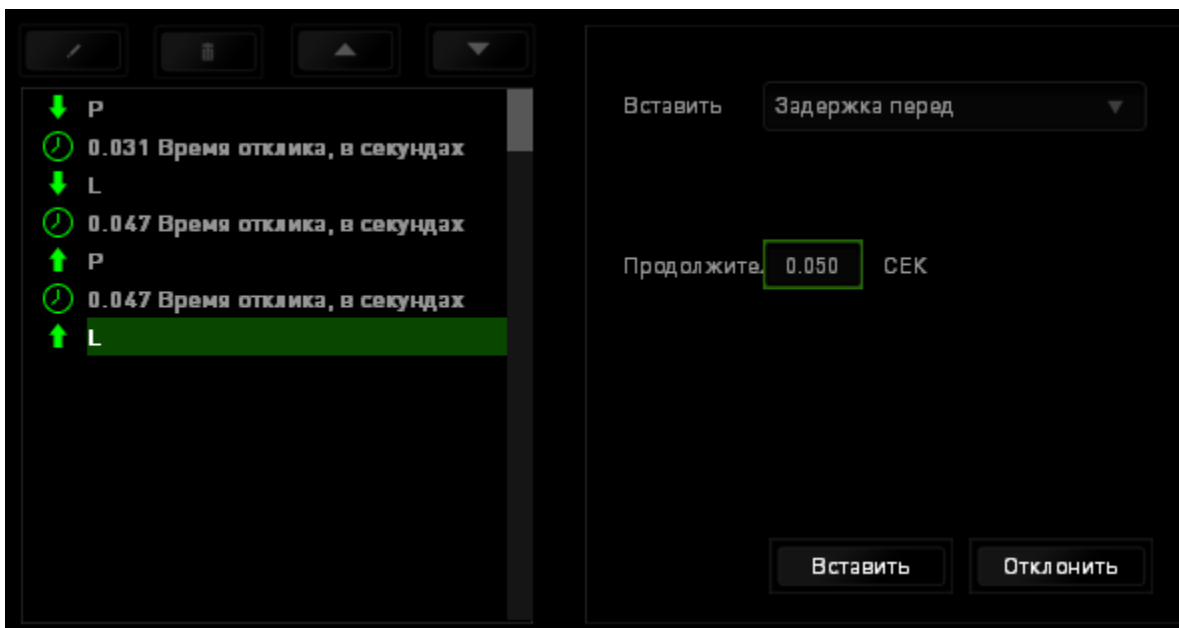 P
0.031 Время отклика, в секундах
L
0.047 Время отклика, в секундах
P
0.047 Время отклика, в секундах
L
Вставить Задержка перед
Продолжите. 0.050 СЕК
Вставить Отклонить